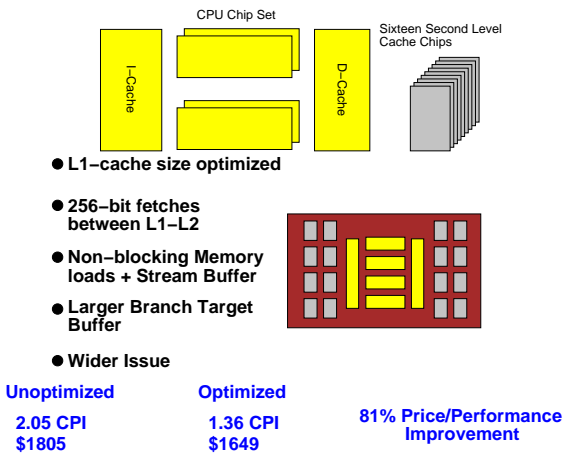 CPU Chip Set
Sixteen Second Level
Cache Chips
I−Cache
D−Cache
● L1−cache size optimized
● 256−bit fetches
between L1−L2
● Non−blocking Memory
loads + Stream Buffer
● Larger Branch Target
Buffer
● Wider Issue
Unoptimized
2.05 CPI
$1805
Optimized
1.36 CPI
$1649
81% Price/Performance
Improvement